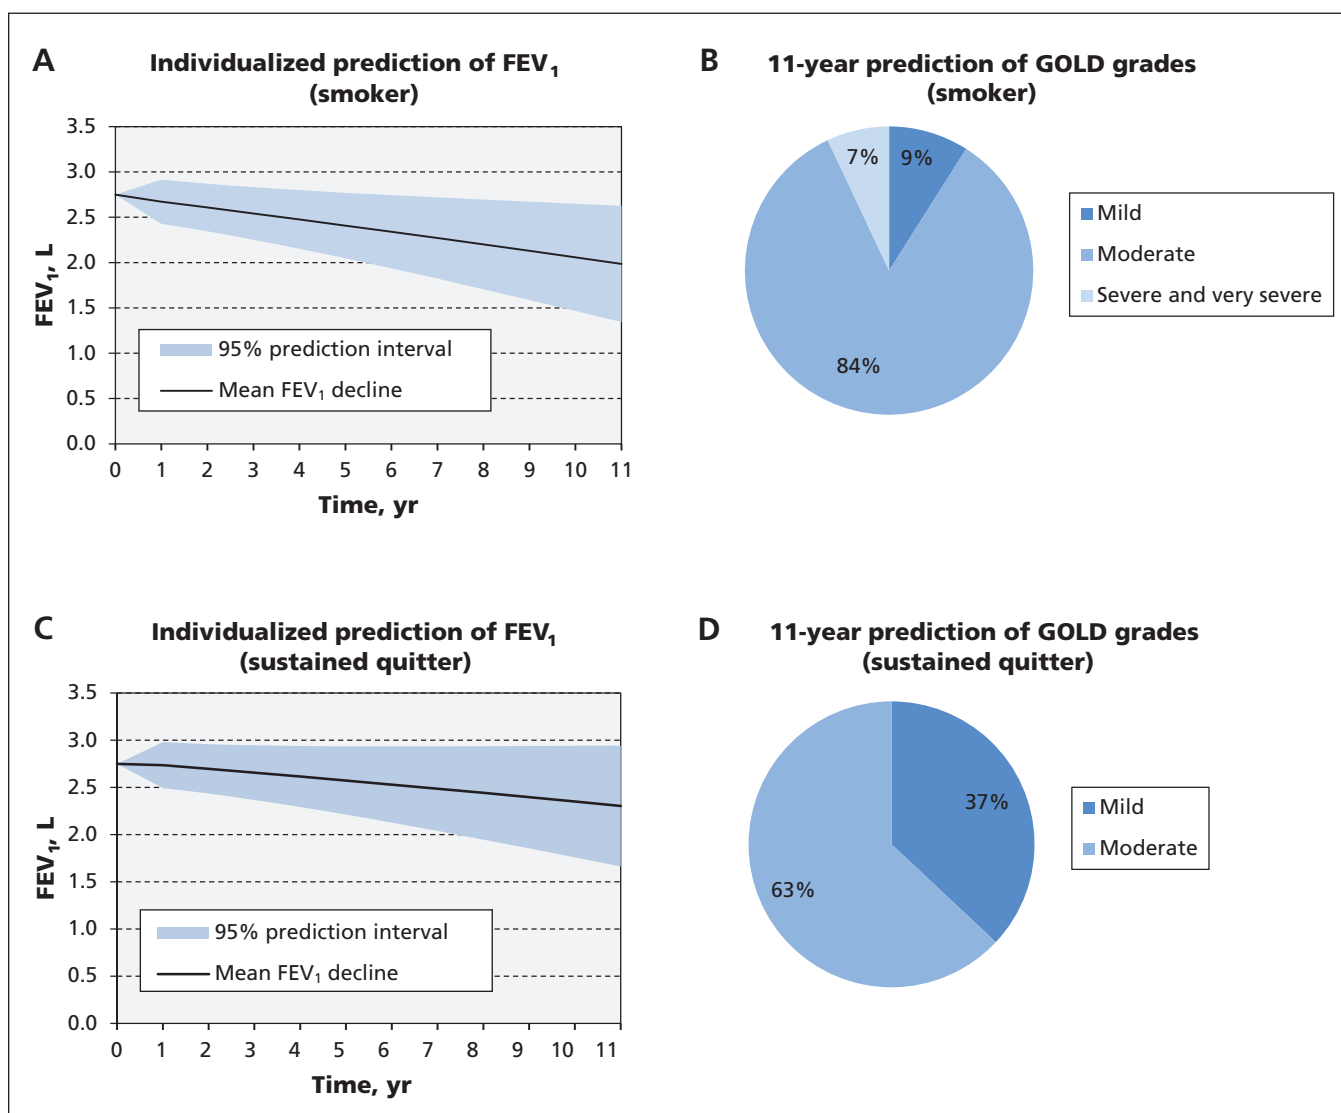 A
Individualized prediction of FEV₁
(smoker)
3.5
3.0
2.5
2.0
1.5
1.0
0.5
0.0
FEV₁, L
95% prediction interval
Mean FEV₁ decline
0 1 2 3 4 5 6 7 8 9 10 11
Time, yr
B
11-year prediction of GOLD grades
(smoker)
7%
9%
84%
Mild
Moderate
Severe and very severe
C
Individualized prediction of FEV₁
(sustained quitter)
3.5
3.0
2.5
2.0
1.5
1.0
0.5
0.0
FEV₁, L
95% prediction interval
Mean FEV₁ decline
0 1 2 3 4 5 6 7 8 9 10 11
Time, yr
D
11-year prediction of GOLD grades
(sustained quitter)
37%
63%
Mild
Moderate